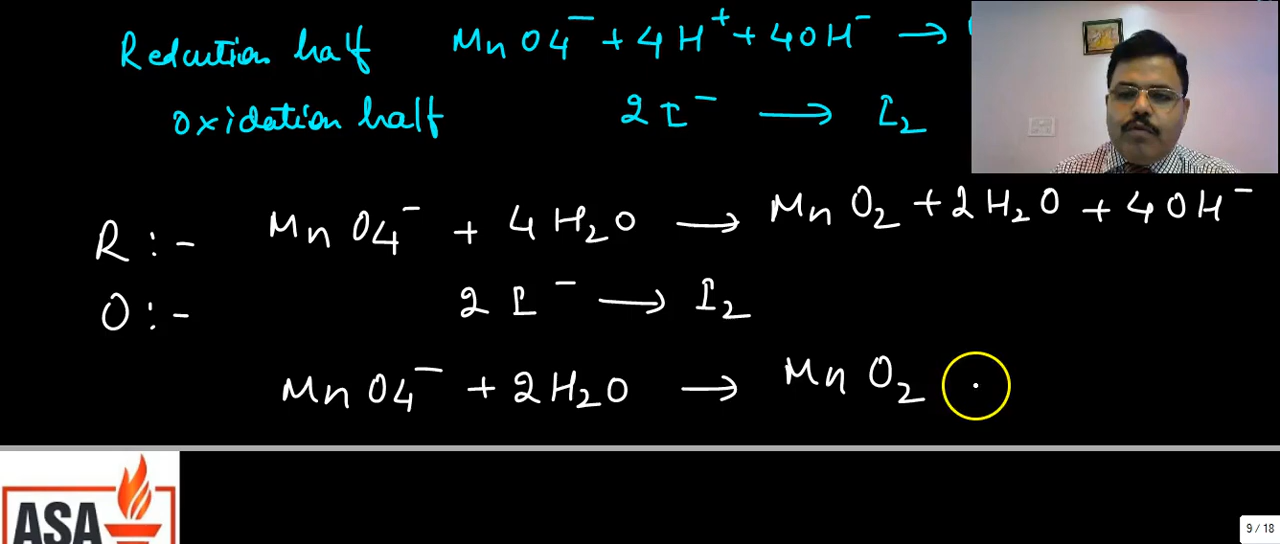 Redcution half MnO4⁻ + 4H⁺ + 4OH⁻ →
oxidation half 2I⁻ → I₂
R :- MnO4⁻ + 4H₂O → MnO₂ + 2H₂O + 4OH⁻
O :- 2I⁻ → I₂
MnO4⁻ + 2H₂O → MnO₂
ASA
9 / 18